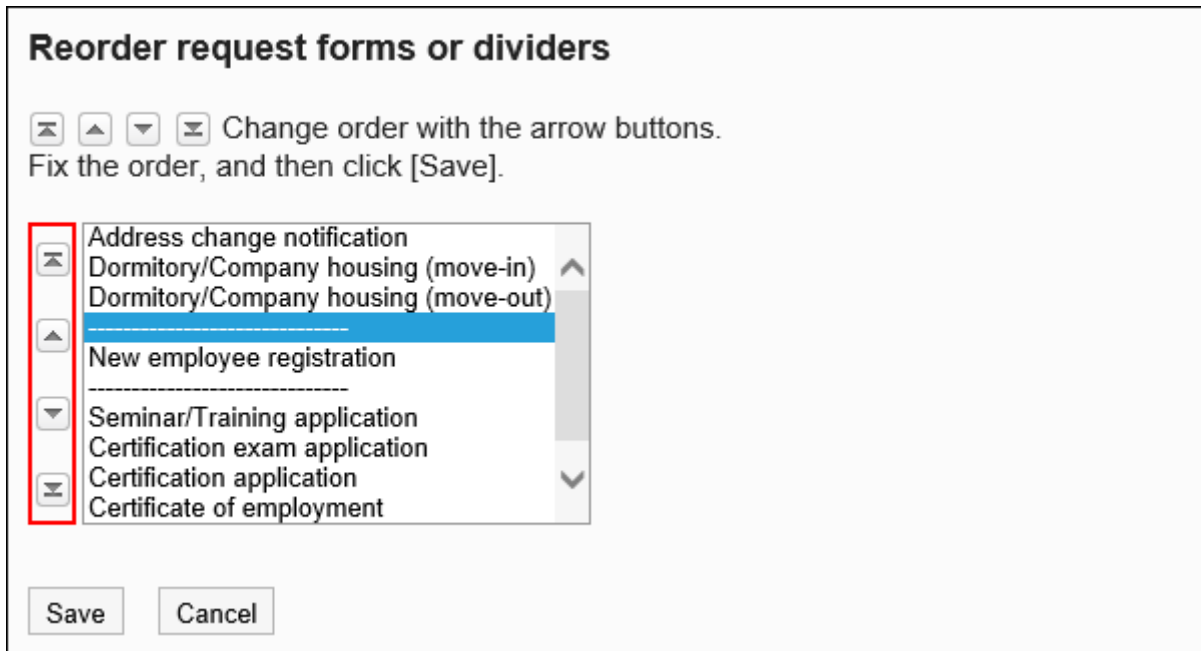 Reorder request forms or dividers
Change order with the arrow buttons.
Fix the order, and then click [Save].
Address change notification
Dormitory/Company housing (move-in)
Dormitory/Company housing (move-out)
------------------------------
New employee registration
------------------------------
Seminar/Training application
Certification exam application
Certification application
Certificate of employment
Save Cancel